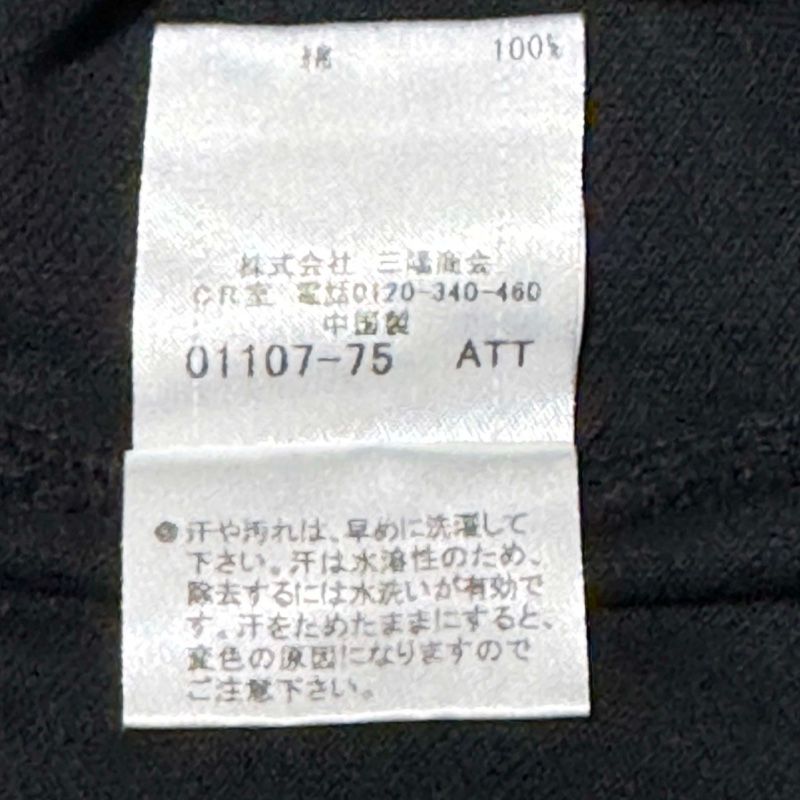 綿 100%
株式会社 三陽商会
CR室 電話0120-340-460
中国製
01107-75 ATT
●汗や汚れは、早めに洗濯して
下さい。汗は水溶性のため、
除去するには水洗いが有効で
す。汗をためたままにすると、
変色の原因になりますので
ご注意下さい。